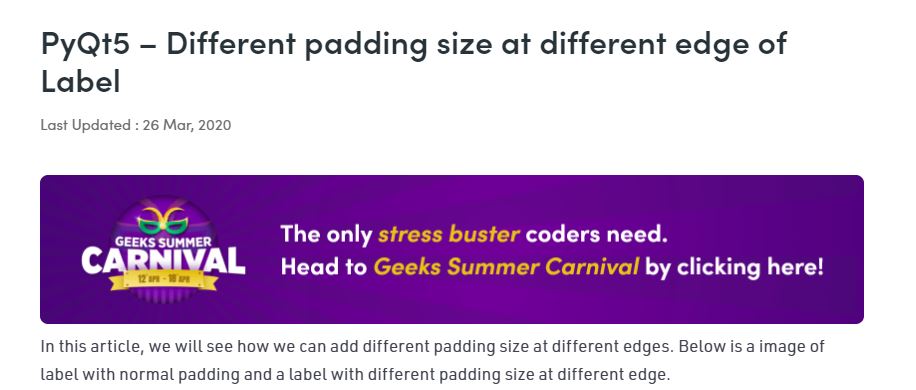 PyQt5 – Different padding size at different edge of
Label
Last Updated : 26 Mar, 2020
GEEKS SUMMER
CARNIVAL
12 APR - 18 APR
The only stress buster coders need.
Head to Geeks Summer Carnival by clicking here!
In this article, we will see how we can add different padding size at different edges. Below is a image of
label with normal padding and a label with different padding size at different edge.